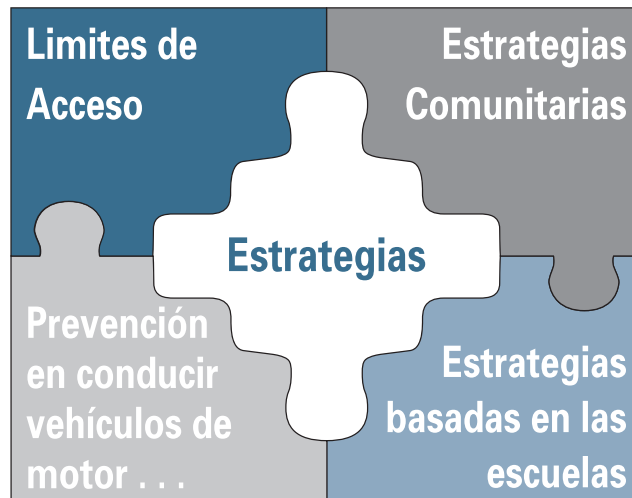 Limites de
Acceso
Estrategias
Comunitarias
Estrategias
Prevención
en conducir
vehículos de
motor . . .
Estrategias
basadas en las
escuelas